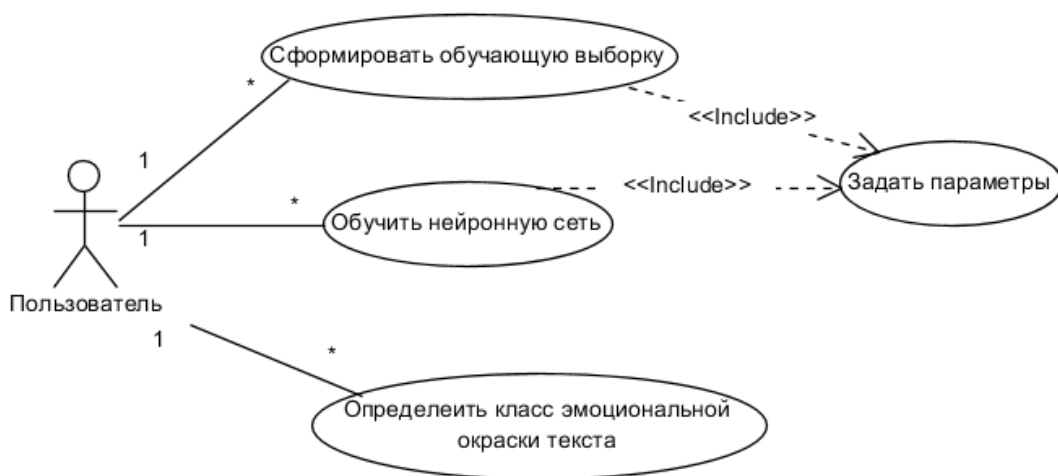 Сформировать обучающую выборку
*
<<Include>>
1
Задать параметры
<<Include>>
*
Обучить нейронную сеть
1
Пользователь
1
*
Определеить класс эмоциональной
окраски текста